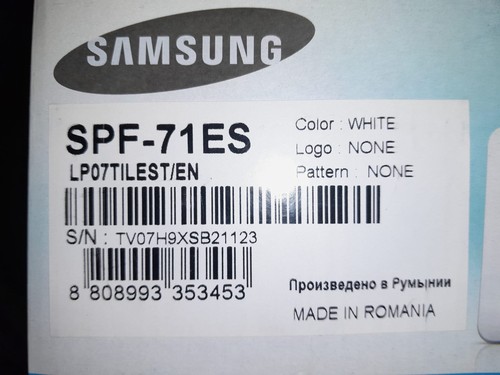 SAMSUNG
SPF-71ES
LP07TILEST/EN
Color : WHITE
Logo : NONE
Pattern : NONE
S/N : TV07H9XSB21123
8 808993 353453
Произведено в Румынии
MADE IN ROMANIA